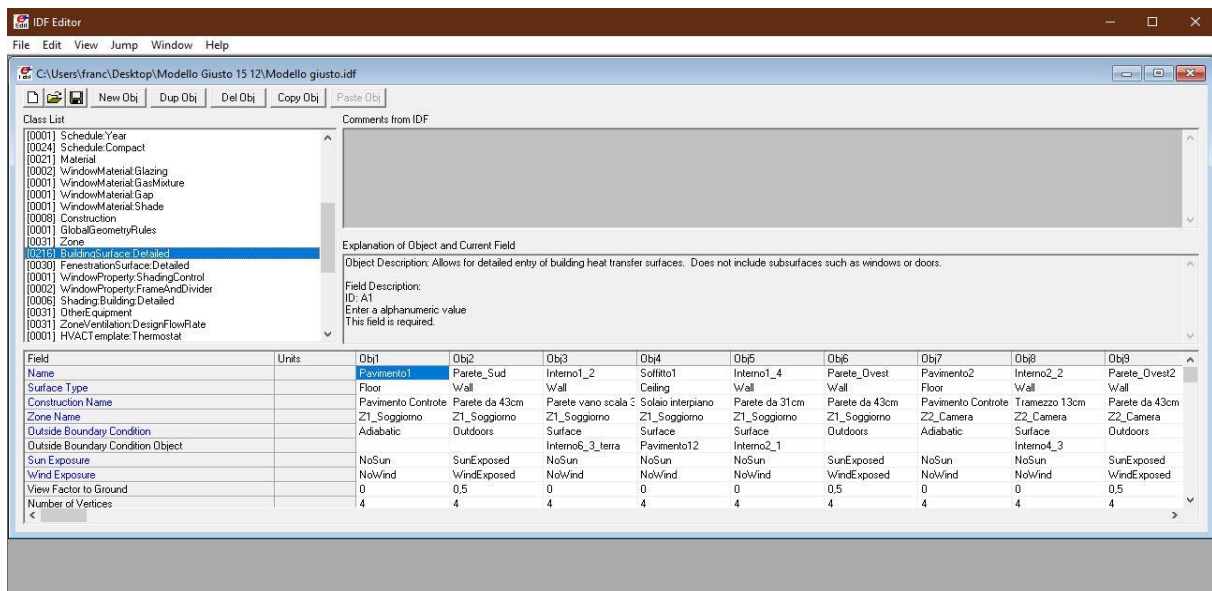 IDF Editor
File Edit View Jump Window Help
C:\Users\franc\Desktop\Modello Giusto 15 12\Modello giusto.idf
New Obj Dup Obj Del Obj Copy Obj Paste Obj
Class List
[0001] Schedule:Year
[0024] Schedule:Compact
[0021] Material
[0002] WindowMaterial:Glazing
[0001] WindowMaterial:GasMixture
[0001] WindowMaterial:Gap
[0001] WindowMaterial:Shade
[0008] Construction
[0001] GlobalGeometryRules
[0031] Zone
[0216] BuildingSurface:Detailed
[0030] FenestrationSurface:Detailed
[0001] WindowProperty:ShadingControl
[0002] WindowProperty:FrameAndDivider
[0006] Shading:Building:Detailed
[0031] OtherEquipment
[0031] ZoneVentilation:DesignFlowRate
[0001] HVACTemplate:Thermostat
Comments from IDF
Explanation of Object and Current Field
Object Description: Allows for detailed entry of building heat transfer surfaces. Does not include subsurfaces such as windows or doors.
Field Description:
ID: A1
Enter a alphanumeric value
This field is required.
Field Units Obj1 Obj2 Obj3 Obj4 Obj5 Obj6 Obj7 Obj8 Obj9
Name Pavimento1 Parete_Sud Interno1_2 Soffitto1 Interno1_4 Parete_Ovest Pavimento2 Interno2_2 Parete_Ovest2
Surface Type Floor Wall Wall Ceiling Wall Wall Floor Wall Wall
Construction Name Pavimento Controte Parete da 43cm Parete vano scala 3 Solaio interpiano Parete da 31cm Parete da 43cm Pavimento Controte Tramezzo 13cm Parete da 43cm
Zone Name Z1_Soggiorno Z1_Soggiorno Z1_Soggiorno Z1_Soggiorno Z1_Soggiorno Z1_Soggiorno Z2_Camera Z2_Camera Z2_Camera
Outside Boundary Condition Adiabatic Outdoors Surface Surface Surface Outdoors Adiabatic Surface Outdoors
Outside Boundary Condition Object Interno6_3_terra Pavimento12 Interno2_1 Interno4_3
Sun Exposure NoSun SunExposed NoSun NoSun NoSun SunExposed NoSun NoSun SunExposed
Wind Exposure NoWind WindExposed NoWind NoWind NoWind WindExposed NoWind NoWind WindExposed
View Factor to Ground 0 0,5 0 0 0 0,5 0 0 0,5
Number of Vertices 4 4 4 4 4 4 4 4 4